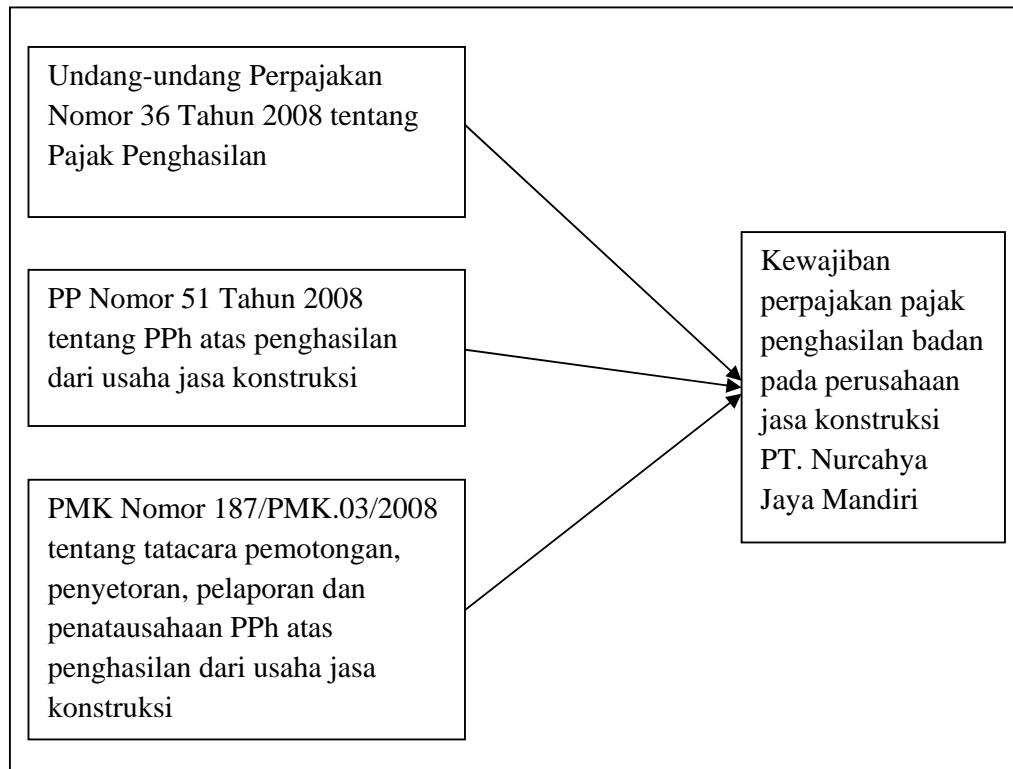 Undang-undang Perpajakan
Nomor 36 Tahun 2008 tentang
Pajak Penghasilan
PP Nomor 51 Tahun 2008
tentang PPh atas penghasilan
dari usaha jasa konstruksi
PMK Nomor 187/PMK.03/2008
tentang tatacara pemotongan,
penyetoran, pelaporan dan
penatausahaan PPh atas
penghasilan dari usaha jasa
konstruksi
Kewajiban
perpajakan pajak
penghasilan badan
pada perusahaan
jasa konstruksi
PT. Nurcahya
Jaya Mandiri